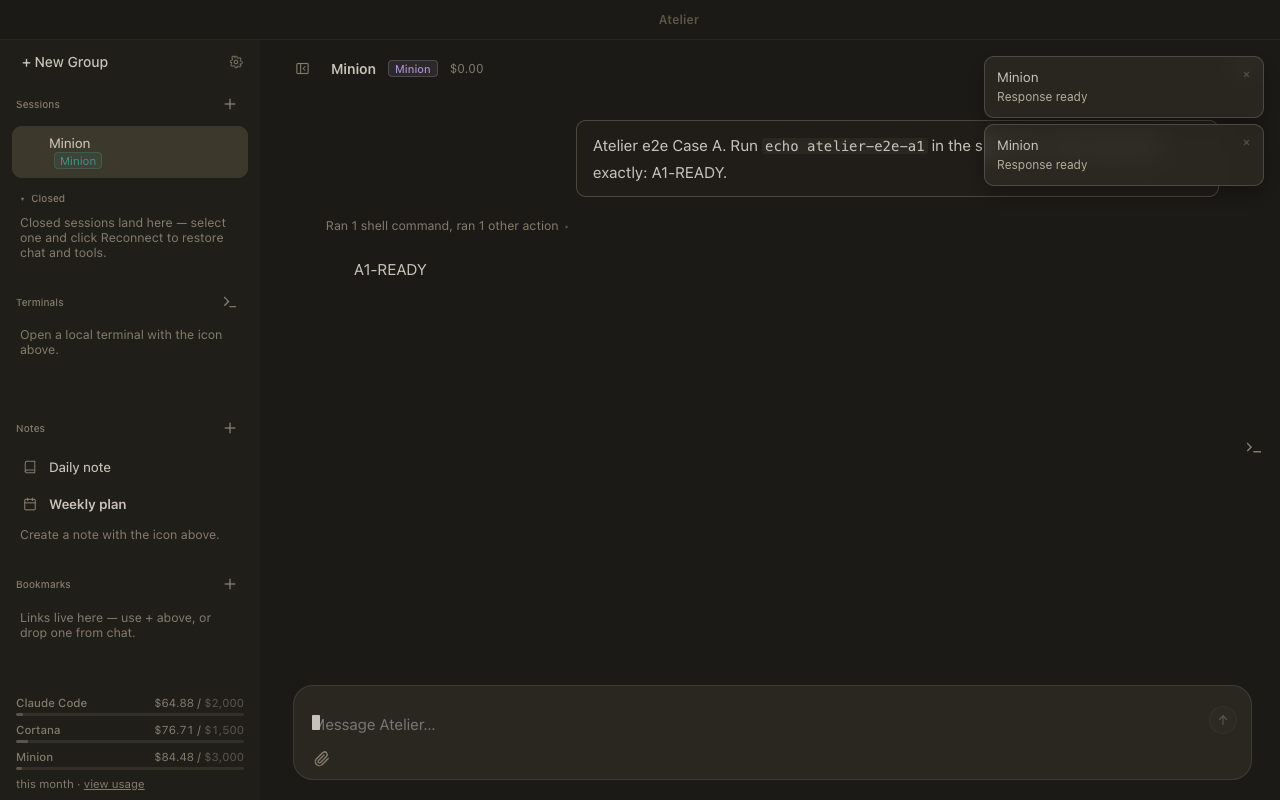 Atelier
+ New Group
Sessions
Minion
Minion
Closed
Closed sessions land here — select
one and click Reconnect to restore
chat and tools.
Terminals
Open a local terminal with the icon
above.
Notes
Daily note
Weekly plan
Create a note with the icon above.
Bookmarks
Links live here — use + above, or
drop one from chat.
Claude Code $64.88 / $2,000
Cortana $76.71 / $1,500
Minion $84.48 / $3,000
this month · view usage
Minion Minion $0.00
Atelier e2e Case A. Run echo atelier-e2e-a1 in the s
exactly: A1-READY.
Ran 1 shell command, ran 1 other action
A1-READY
Message Atelier...
Minion
Response ready
Minion
Response ready